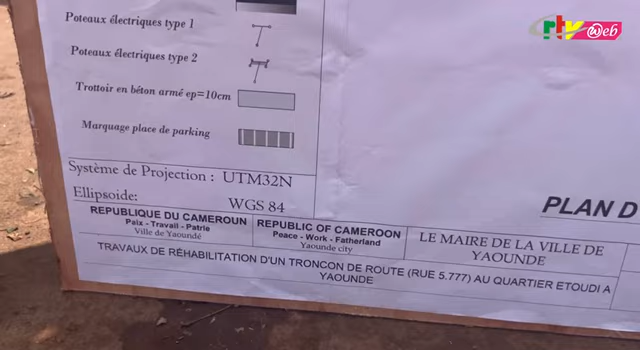 crtv @web
Poteaux électriques type 1
Poteaux électriques type 2
Trottoir en béton armé ep=10cm
Marquage place de parking
Système de Projection : UTM32N
Ellipsoide: WGS 84
PLAN D
REPUBLIQUE DU CAMEROUN
Paix - Travail - Patrie
Ville de Yaoundé
REPUBLIC OF CAMEROON
Peace - Work - Fatherland
Yaounde city
LE MAIRE DE LA VILLE DE
YAOUNDE
TRAVAUX DE RÉHABILITATION D'UN TRONCON DE ROUTE (RUE 5.777) AU QUARTIER ETOUDI A
YAOUNDE